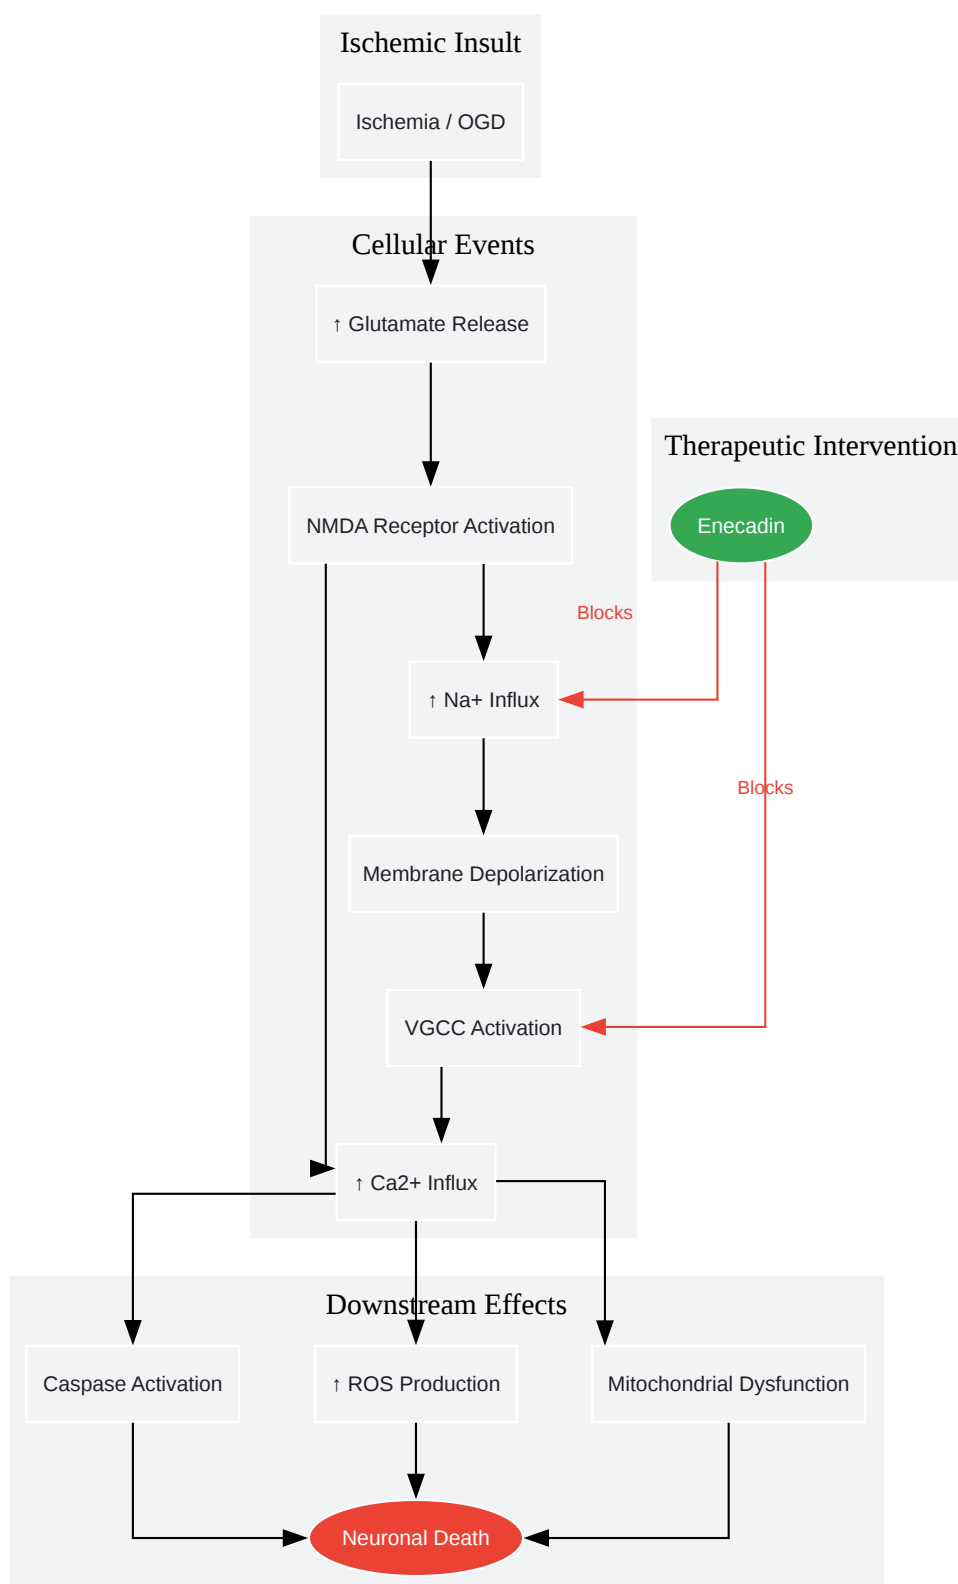 Ischemic Insult
Ischemia / OGD
Cellular Events
↑ Glutamate Release
Therapeutic Intervention
NMDA Receptor Activation
Enecadin
Blocks
↑ Na+ Influx
Blocks
Membrane Depolarization
VGCC Activation
↑ Ca2+ Influx
Downstream Effects
Caspase Activation
↑ ROS Production
Mitochondrial Dysfunction
Neuronal Death